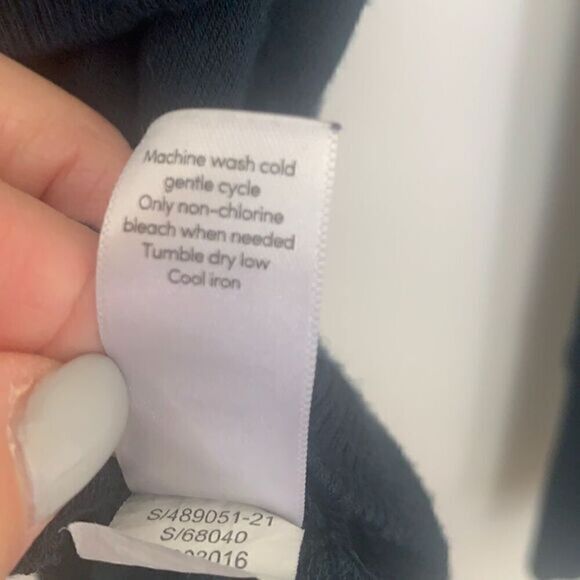 Machine wash cold
gentle cycle
Only non-chlorine
bleach when needed
Tumble dry low
Cool iron
S/489051-21
S/68040